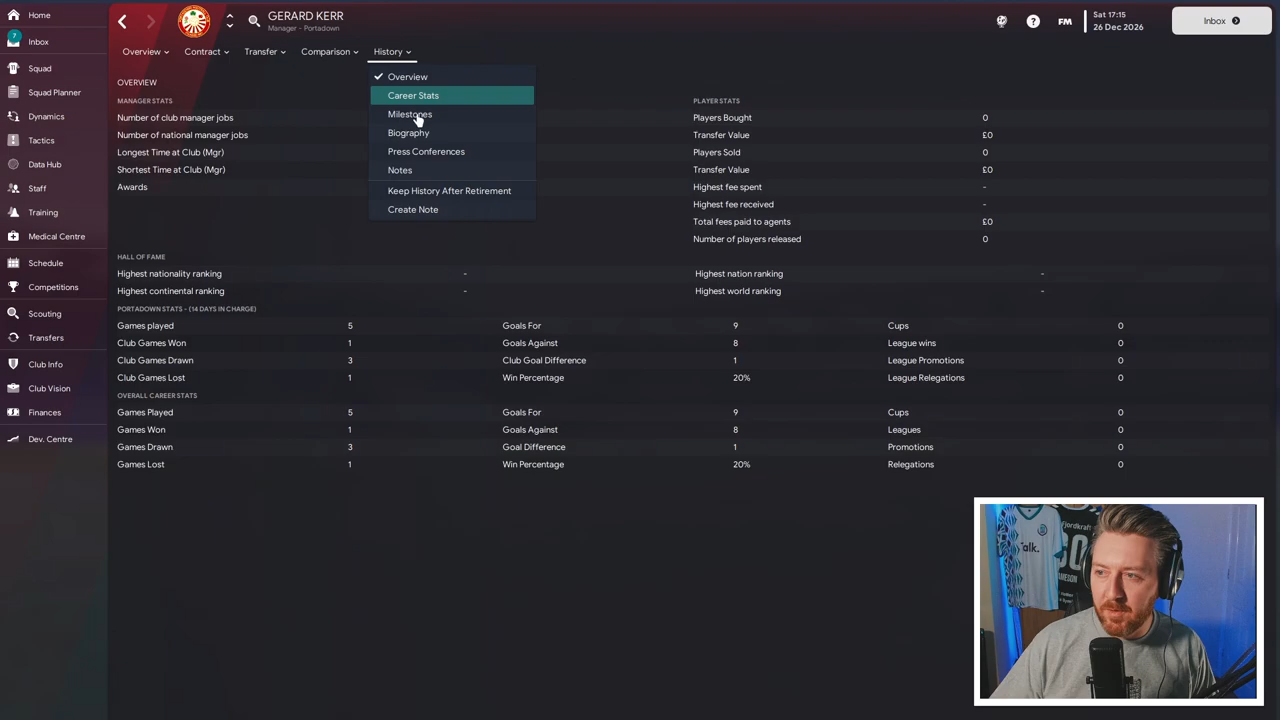 Home
7
Inbox
Squad
Squad Planner
Dynamics
Tactics
Data Hub
Staff
Training
Medical Centre
Schedule
Competitions
Scouting
Transfers
Club Info
Club Vision
Finances
Dev. Centre
GERARD KERR
Manager - Portadown
FM
Sat 17:15
26 Dec 2026
Inbox
Overview
Contract
Transfer
Comparison
History
Overview
Career Stats
Milestones
Biography
Press Conferences
Notes
Keep History After Retirement
Create Note
OVERVIEW
MANAGER STATS
Number of club manager jobs
Number of national manager jobs
Longest Time at Club (Mgr)
Shortest Time at Club (Mgr)
Awards
PLAYER STATS
Players Bought 0
Transfer Value £0
Players Sold 0
Transfer Value £0
Highest fee spent -
Highest fee received -
Total fees paid to agents £0
Number of players released 0
HALL OF FAME
Highest nationality ranking - Highest nation ranking -
Highest continental ranking - Highest world ranking -
PORTADOWN STATS - (14 DAYS IN CHARGE)
Games played 5 Goals For 9 Cups 0
Club Games Won 1 Goals Against 8 League wins 0
Club Games Drawn 3 Club Goal Difference 1 League Promotions 0
Club Games Lost 1 Win Percentage 20% League Relegations 0
OVERALL CAREER STATS
Games Played 5 Goals For 9 Cups 0
Games Won 1 Goals Against 8 Leagues 0
Games Drawn 3 Goal Difference 1 Promotions 0
Games Lost 1 Win Percentage 20% Relegations 0
Talk.
Fjordkraft
JAMESON